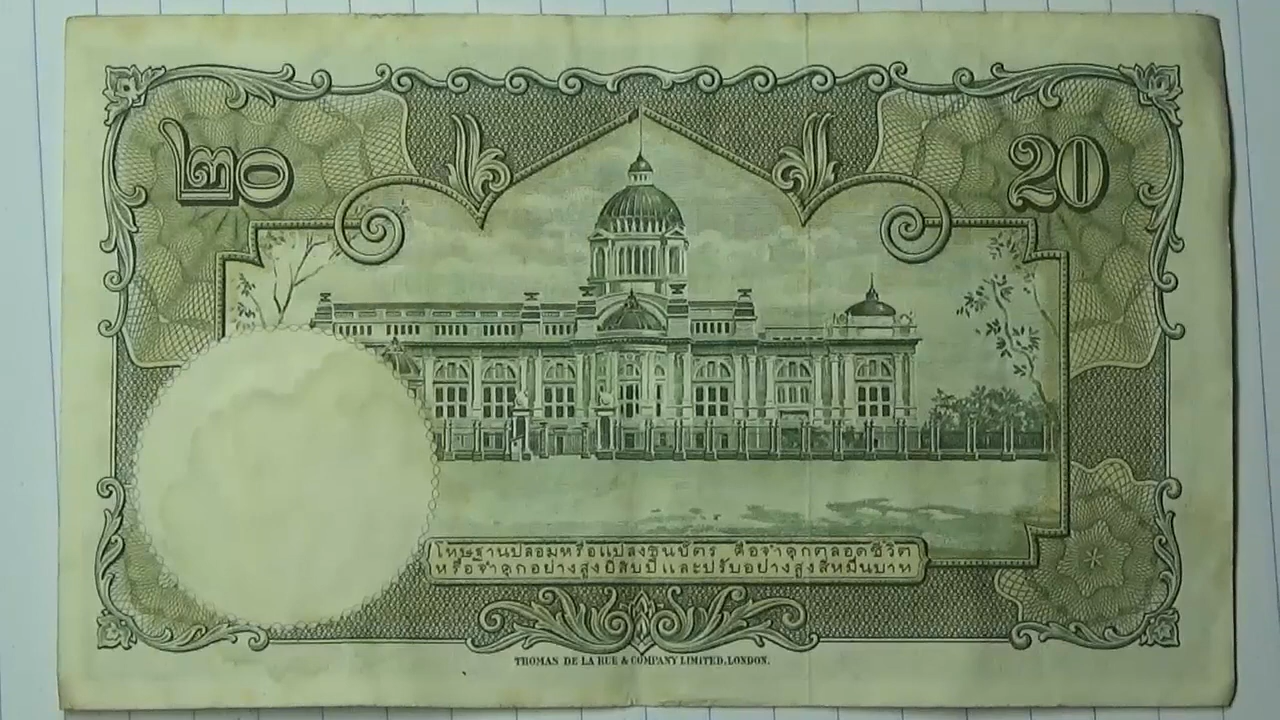 ๒๐
20
โทษฐานปลอมหรือแปลงธนบัตร คือจำคุกตลอดชีวิต
หรือจำคุกอย่างสูงยี่สิบปี และปรับอย่างสูงสี่หมื่นบาท
THOMAS DE LA RUE & COMPANY LIMITED, LONDON.